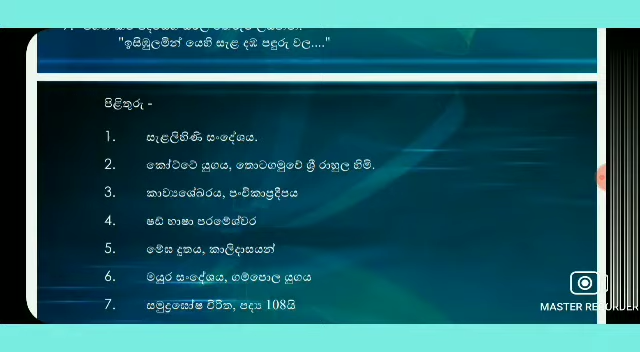 "ඉසිඹුලමින් යෙහි සැළ දඹ පඳුරු වල...."
පිළිතුරු -
1. සැළලිහිණි සංදේශය.
2. කෝට්ටේ යුගය, තොටගමුවේ ශ්‍රී රාහුල හිමි.
3. කාව්‍යශේඛරය, පංචිකාප්‍රදීපය
4. ෂඩ් භාෂා පරමේශ්වර
5. මේඝ දූතය, කාලිදාසයන්
6. මයුර සංදේශය, ගම්පොල යුගය
7. සමුද්‍රඝෝෂ විරිත, පද්‍ය 108යි
MASTER RECORDER